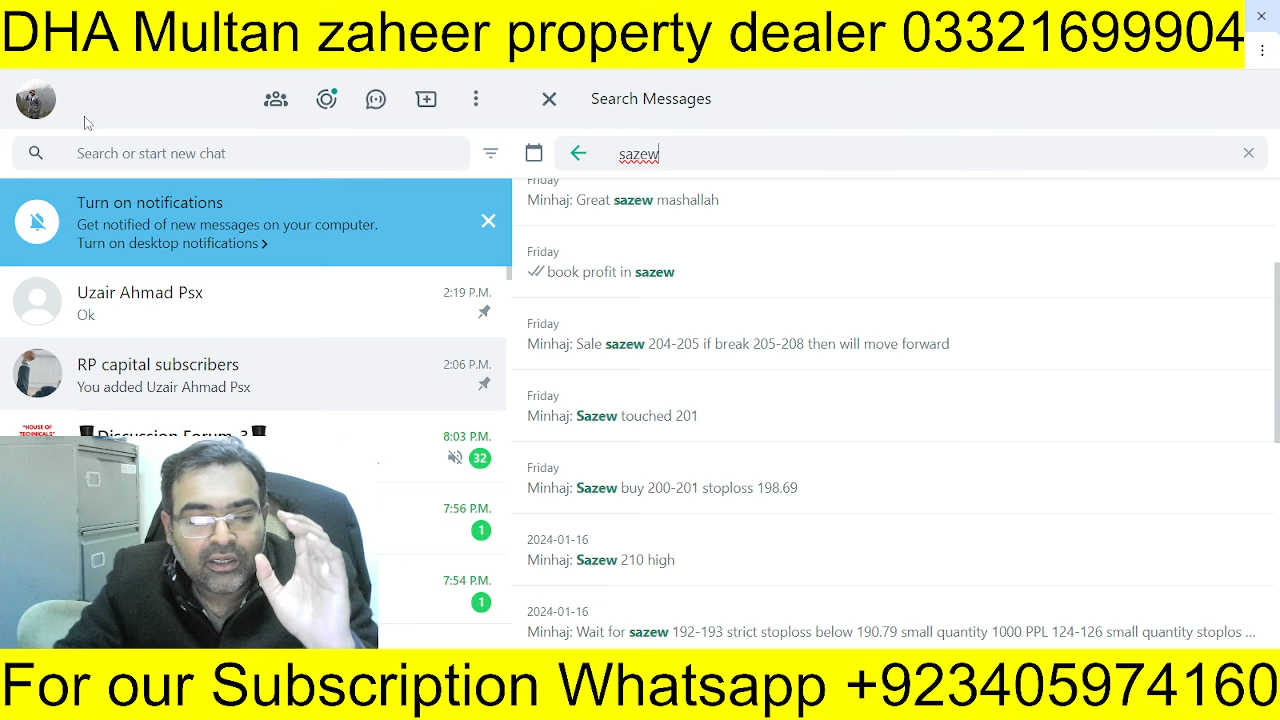 DHA Multan zaheer property dealer 03321699904
Search Messages
Search or start new chat
sazew
Turn on notifications
Get notified of new messages on your computer.
Turn on desktop notifications >
Uzair Ahmad Psx
2:19 P.M.
Ok
RP capital subscribers
2:06 P.M.
You added Uzair Ahmad Psx
"HOUSE OF
TECHNICALS"
Discussion Forum-3
8:03 P.M.
32
7:56 P.M.
1
7:54 P.M.
1
Friday
Minhaj: Great sazew mashallah
Friday
book profit in sazew
Friday
Minhaj: Sale sazew 204-205 if break 205-208 then will move forward
Friday
Minhaj: Sazew touched 201
Friday
Minhaj: Sazew buy 200-201 stoploss 198.69
2024-01-16
Minhaj: Sazew 210 high
2024-01-16
Minhaj: Wait for sazew 192-193 strict stoploss below 190.79 small quantity 1000 PPL 124-126 small quantity stoplos ...
For our Subscription Whatsapp +923405974160